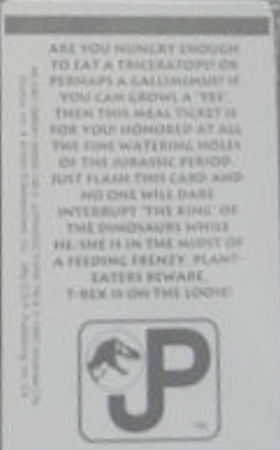 ARE YOU HUNGRY ENOUGH
TO EAT A TRICERATOPS? OR
PERHAPS A GALLIMIMUS? IF
YOU CAN GROWL A "YES",
THEN THIS MEAL TICKET IS
FOR YOU! HONORED AT ALL
THE FINE WATERING HOLES
OF THE JURASSIC PERIOD.
JUST FLASH THIS CARD AND
NO ONE WILL DARE
INTERRUPT "THE KING" OF
THE DINOSAURS WHILE
HE/SHE IS IN THE MIDST OF
A FEEDING FRENZY. PLANT-
EATERS BEWARE.
T-REX IS ON THE LOOSE!
JP